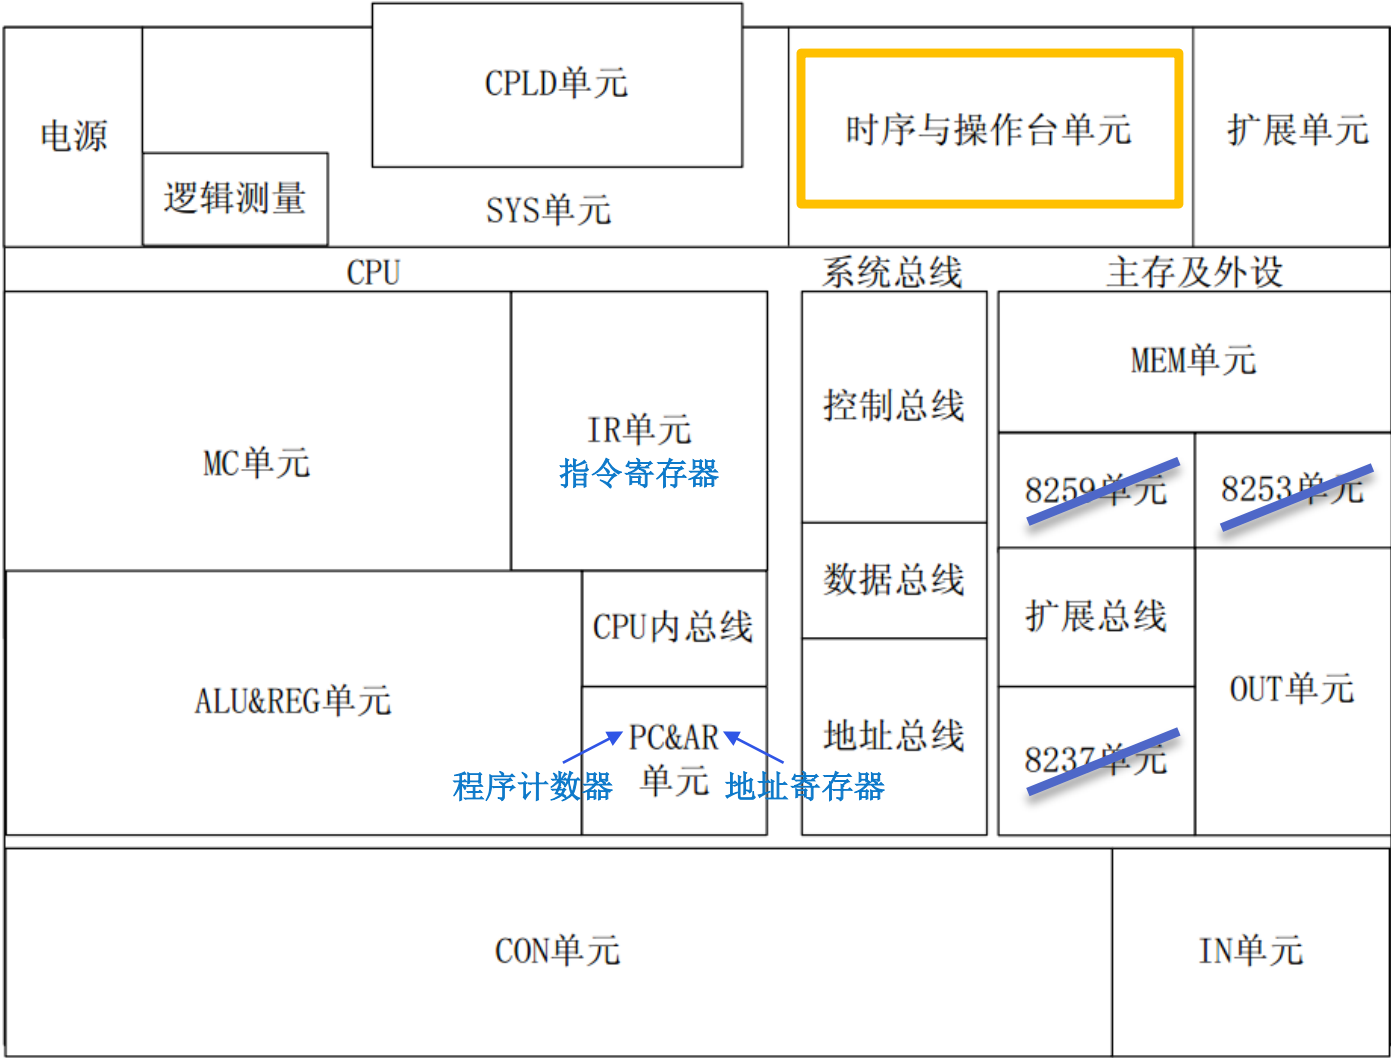 CPLD单元
电源
时序与操作台单元
扩展单元
逻辑测量
SYS单元
CPU
系统总线
主存及外设
MC单元
IR单元
指令寄存器
控制总线
MEM单元
8259单元
8253单元
数据总线
扩展总线
CPU内总线
ALU&REG单元
PC&AR
单元
程序计数器
地址寄存器
地址总线
OUT单元
8237单元
CON单元
IN单元